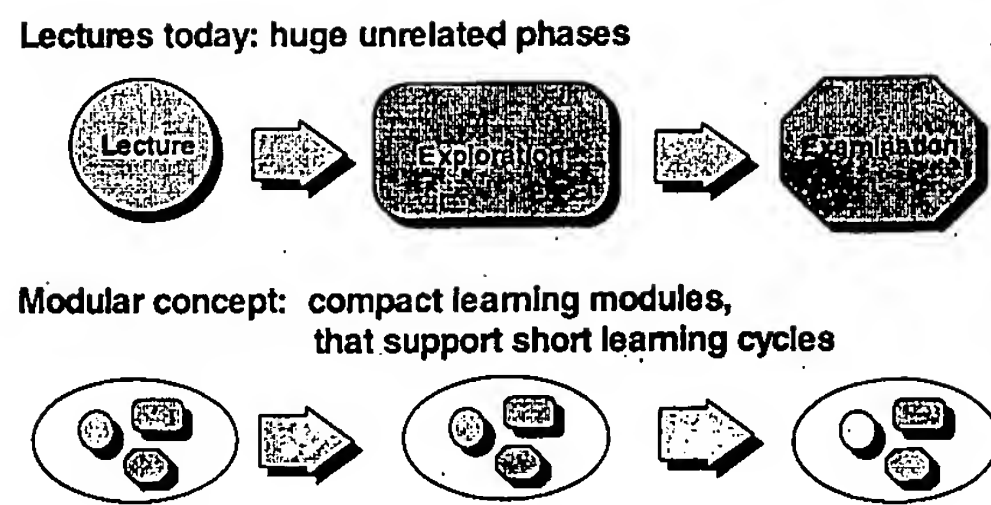 Lectures today: huge unrelated phases
Lecture
Exploration
Examination
Modular concept: compact learning modules,
that support short learning cycles